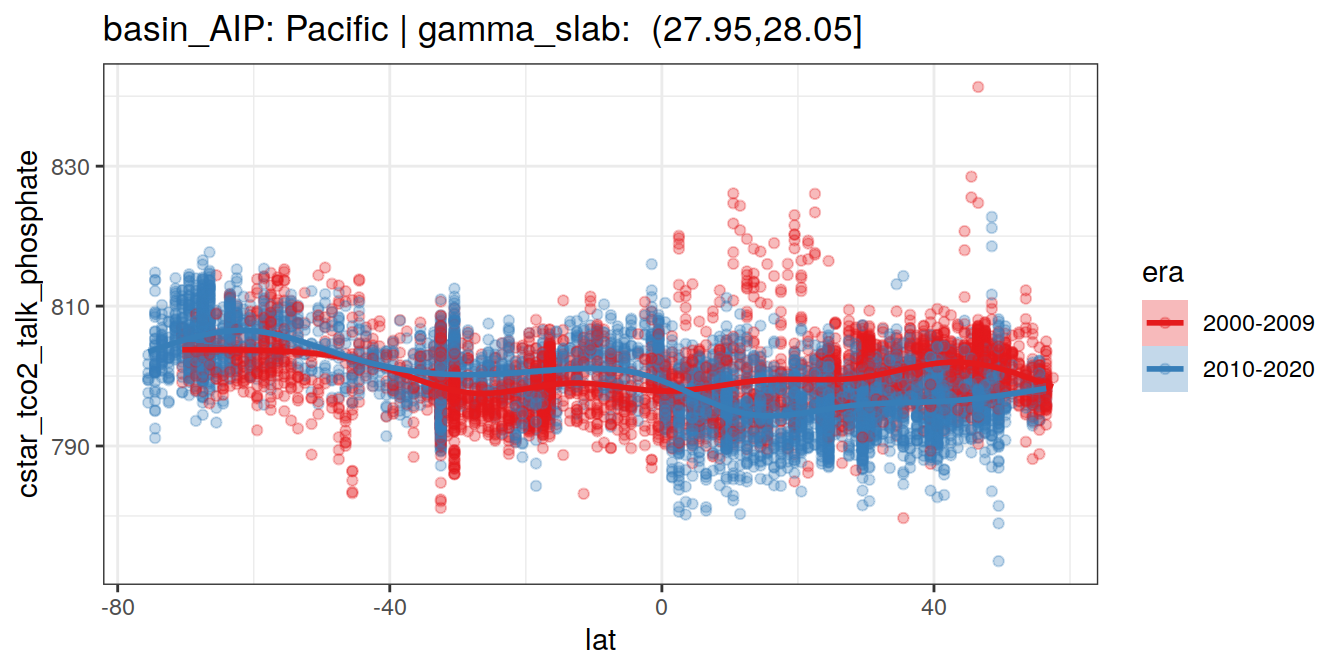 basin_AIP: Pacific | gamma_slab:  (27.95,28.05]
cstar_tco2_talk_phosphate
830
810
790
-80
-40
0
40
lat
era
2000-2009
2010-2020